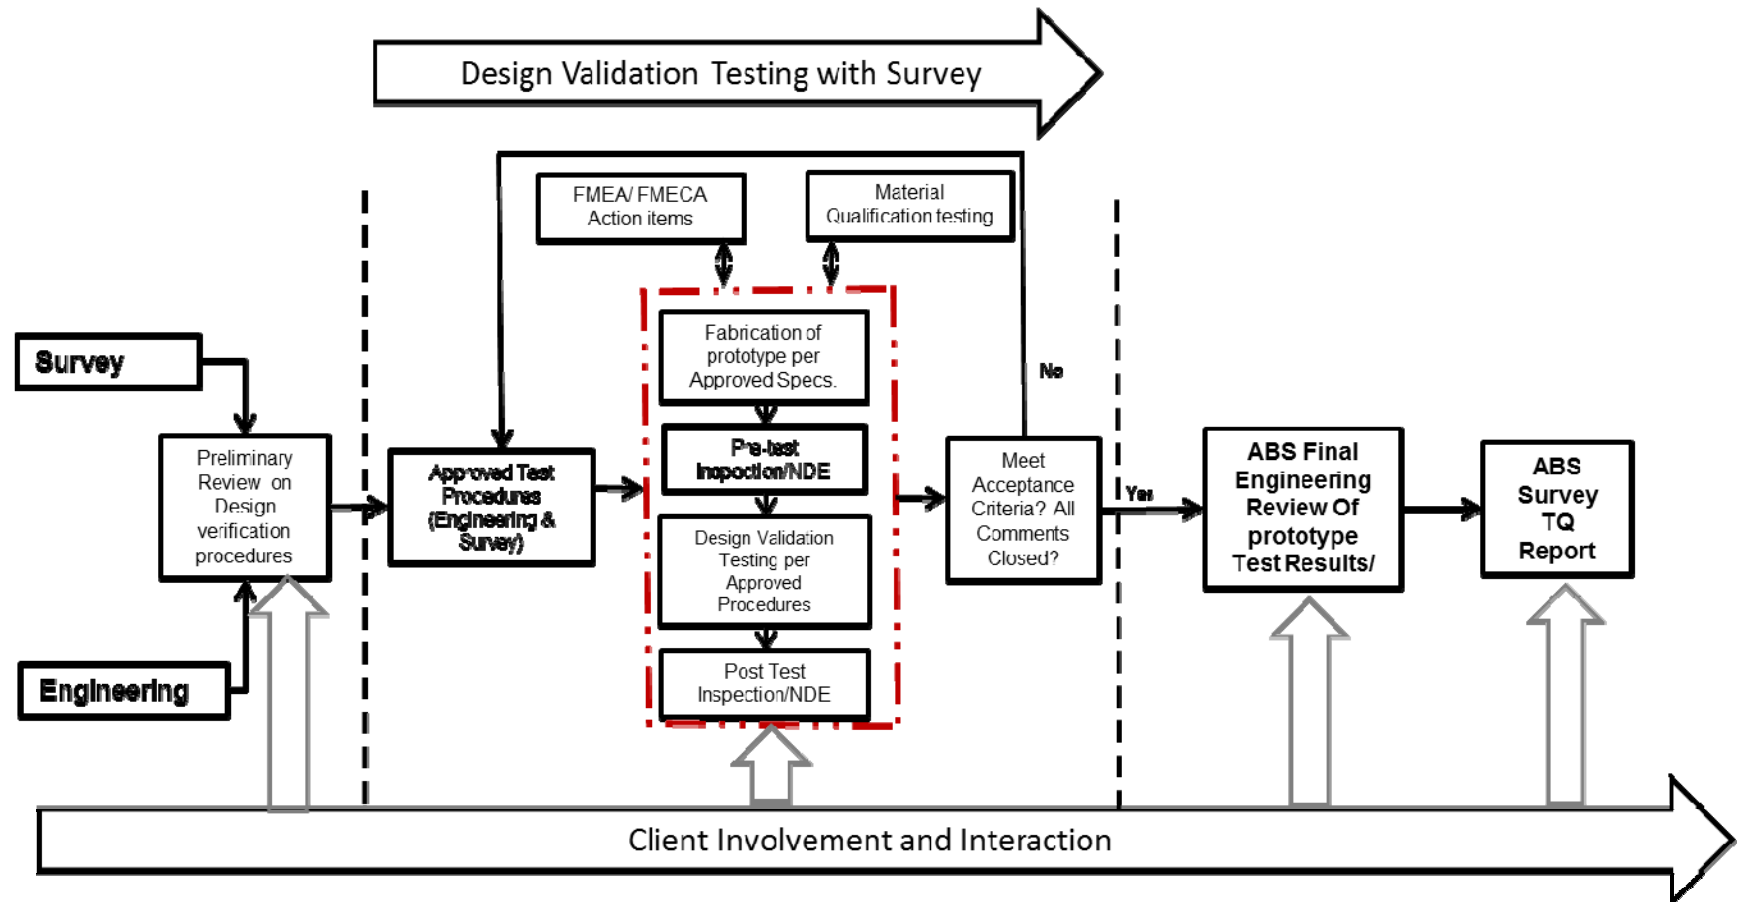 Design Validation Testing with Survey
FMEA/ FMECA
Action items
Material
Qualification testing
Survey
Engineering
Preliminary
Review on
Design
verification
procedures
Approved Test
Procedures
(Engineering &
Survey)
Fabrication of
prototype per
Approved Specs.
Pre-test
Inspection/NDE
Design Validation
Testing per
Approved
Procedures
Post Test
Inspection/NDE
Meet
Acceptance
Criteria? All
Comments
Closed?
No
Yes
ABS Final
Engineering
Review Of
prototype
Test Results/
ABS
Survey
TQ
Report
Client Involvement and Interaction